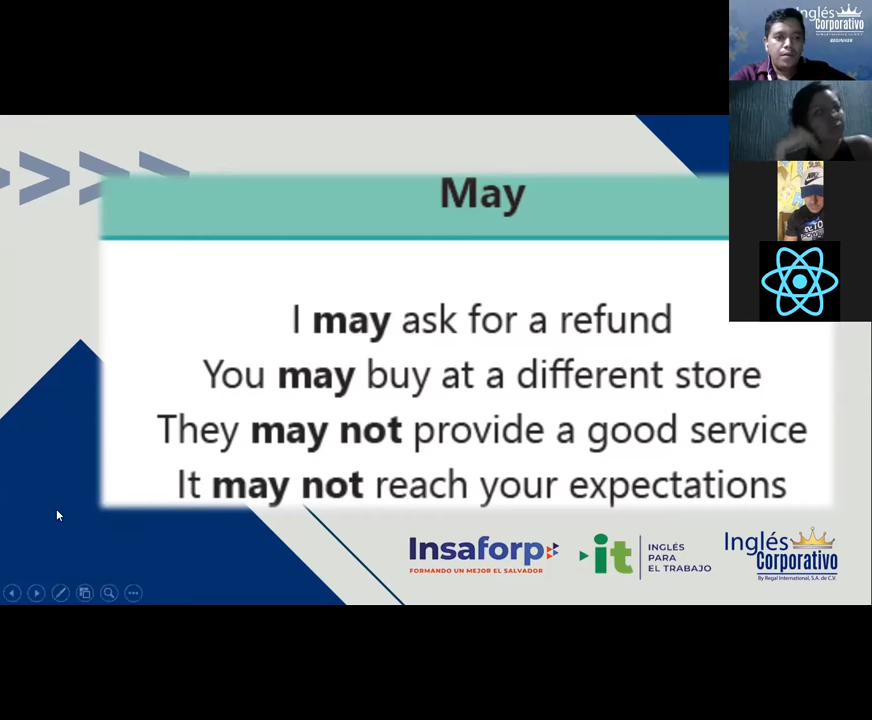 Inglés
Corporativo
BEGINNER
May
I may ask for a refund
You may buy at a different store
They may not provide a good service
It may not reach your expectations
Insaforp
FORMANDO UN MEJOR EL SALVADOR
it
INGLÉS
PARA
EL TRABAJO
Inglés
Corporativo
By Regal International, S.A. de C.V.